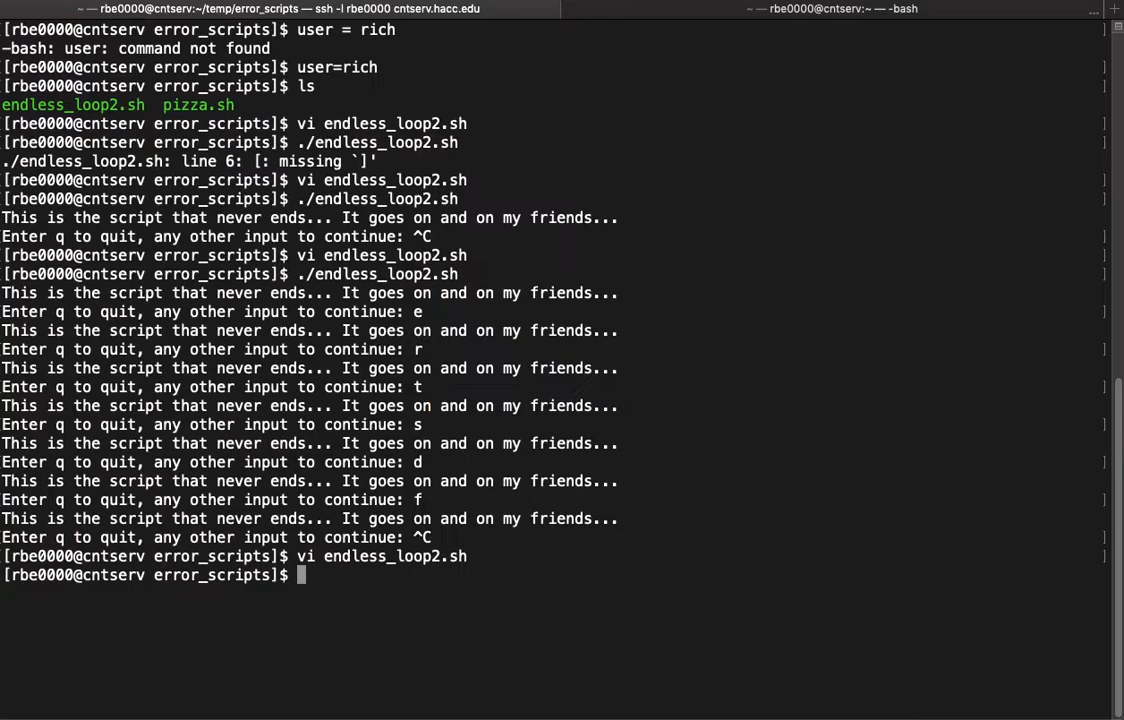 ~ — rbe0000@cntserv:~/temp/error_scripts — ssh -l rbe0000 cntserv.hacc.edu
~ — rbe0000@cntserv:~ — -bash
[[rbe0000@cntserv error_scripts]$ user = rich ]
-bash: user: command not found
[[rbe0000@cntserv error_scripts]$ user=rich ]
[[rbe0000@cntserv error_scripts]$ ls ]
endless_loop2.sh  pizza.sh
[[rbe0000@cntserv error_scripts]$ vi endless_loop2.sh ]
[[rbe0000@cntserv error_scripts]$ ./endless_loop2.sh ]
./endless_loop2.sh: line 6: [: missing `]'
[[rbe0000@cntserv error_scripts]$ vi endless_loop2.sh ]
[[rbe0000@cntserv error_scripts]$ ./endless_loop2.sh ]
This is the script that never ends... It goes on and on my friends...
[Enter q to quit, any other input to continue: ^C ]
[[rbe0000@cntserv error_scripts]$ vi endless_loop2.sh ]
[[rbe0000@cntserv error_scripts]$ ./endless_loop2.sh ]
This is the script that never ends... It goes on and on my friends...
[Enter q to quit, any other input to continue: e ]
This is the script that never ends... It goes on and on my friends...
[Enter q to quit, any other input to continue: r ]
This is the script that never ends... It goes on and on my friends...
[Enter q to quit, any other input to continue: t ]
This is the script that never ends... It goes on and on my friends...
[Enter q to quit, any other input to continue: s ]
This is the script that never ends... It goes on and on my friends...
[Enter q to quit, any other input to continue: d ]
This is the script that never ends... It goes on and on my friends...
[Enter q to quit, any other input to continue: f ]
This is the script that never ends... It goes on and on my friends...
[Enter q to quit, any other input to continue: ^C ]
[[rbe0000@cntserv error_scripts]$ vi endless_loop2.sh ]
[rbe0000@cntserv error_scripts]$